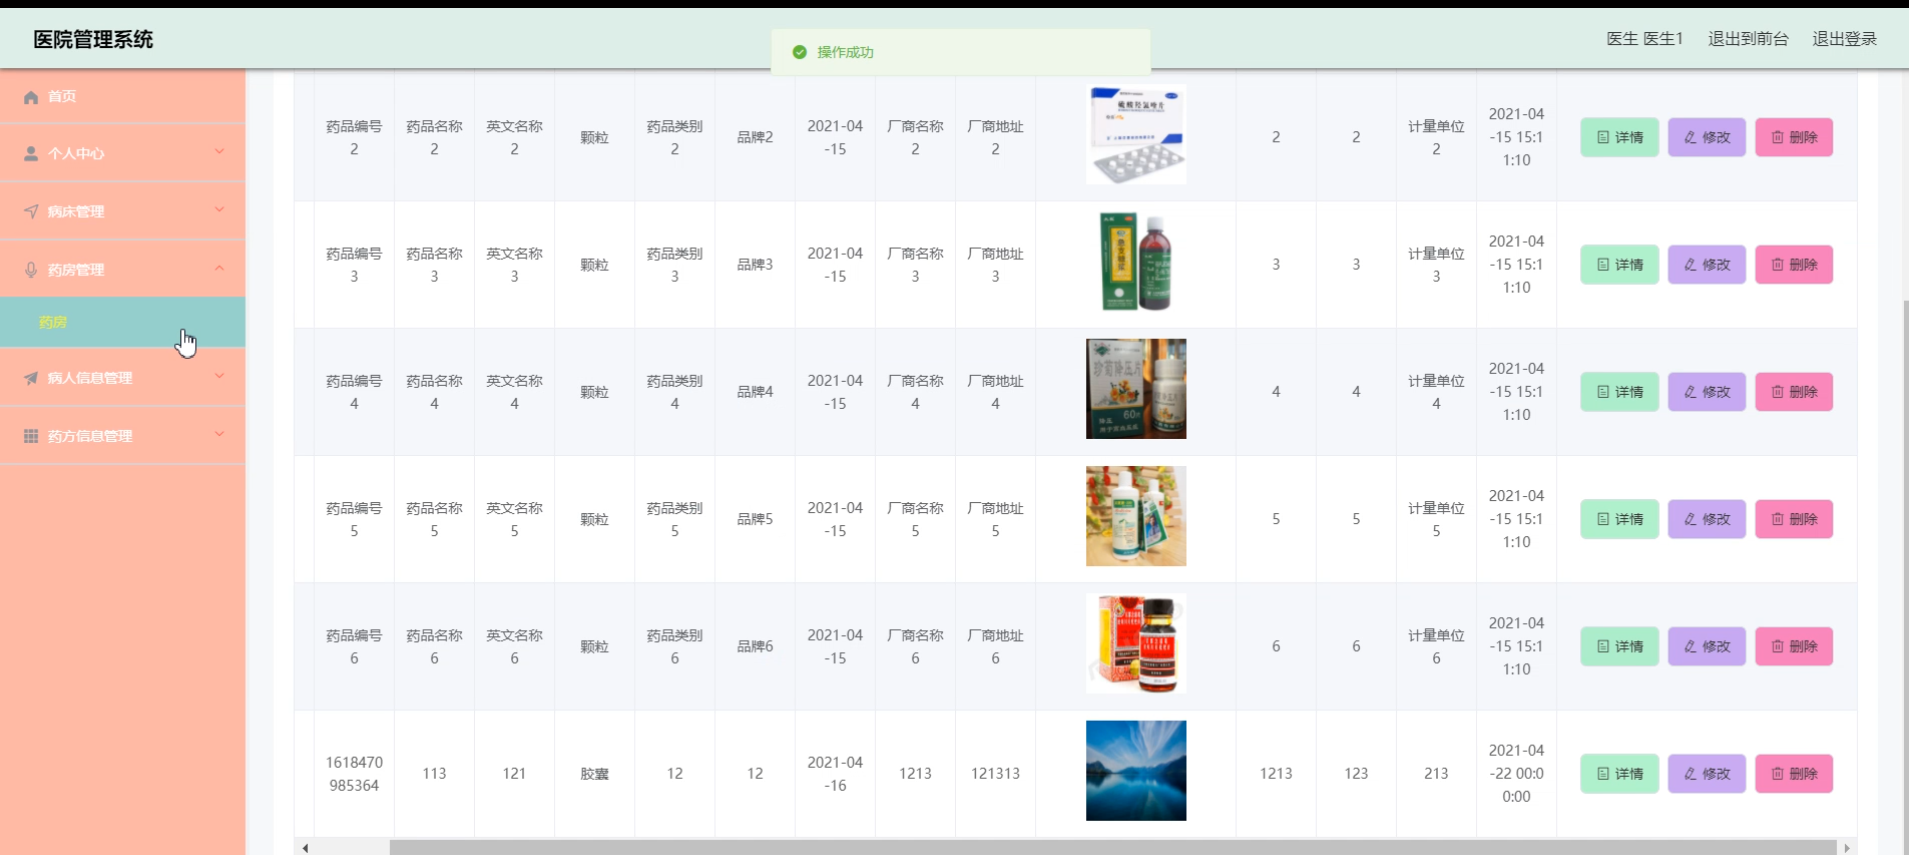 医院管理系统
操作成功
医生 医生1 退出到前台 退出登录
首页
个人中心
病床管理
药房管理
药房
病人信息管理
药方信息管理
药品编号 药品名称 英文名称 颗粒 药品类别 品牌2 2021-04 厂商名称 厂商地址 2 2 计量单位 2021-04
2 2 2 2 -15 2 2 2 -15 15:1
1:10
详情 修改 删除
药品编号 药品名称 英文名称 颗粒 药品类别 品牌3 2021-04 厂商名称 厂商地址 3 3 计量单位 2021-04
3 3 3 3 -15 3 3 3 -15 15:1
1:10
详情 修改 删除
药品编号 药品名称 英文名称 颗粒 药品类别 品牌4 2021-04 厂商名称 厂商地址 4 4 计量单位 2021-04
4 4 4 4 -15 4 4 4 -15 15:1
1:10
详情 修改 删除
药品编号 药品名称 英文名称 颗粒 药品类别 品牌5 2021-04 厂商名称 厂商地址 5 5 计量单位 2021-04
5 5 5 5 -15 5 5 5 -15 15:1
1:10
详情 修改 删除
药品编号 药品名称 英文名称 颗粒 药品类别 品牌6 2021-04 厂商名称 厂商地址 6 6 计量单位 2021-04
6 6 6 6 -15 6 6 6 -15 15:1
1:10
详情 修改 删除
1618470 113 121 胶囊 12 12 2021-04 1213 121313 1213 123 213 2021-04
985364 -16 -22 00:0
0:00
详情 修改 删除